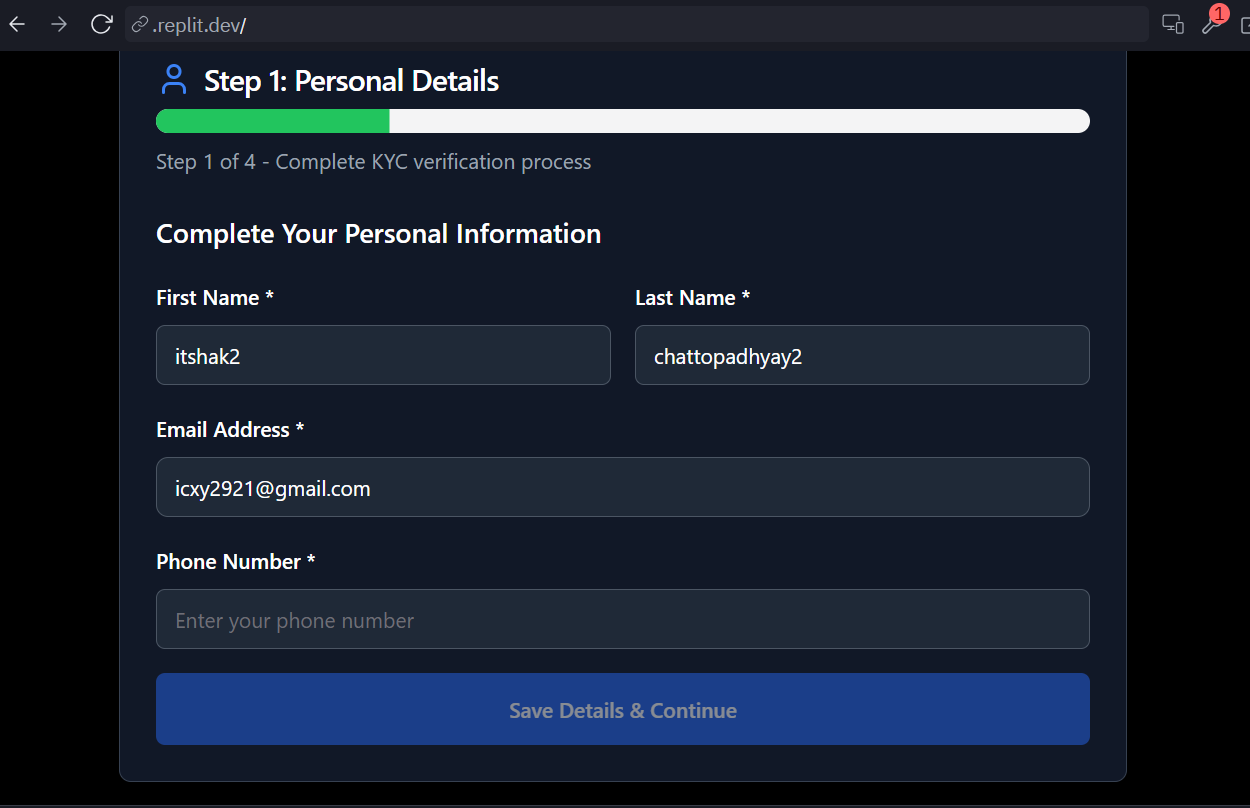 .replit.dev/
1
Step 1: Personal Details
Step 1 of 4 - Complete KYC verification process
Complete Your Personal Information
First Name *
Last Name *
itshak2
chattopadhyay2
Email Address *
icxy2921@gmail.com
Phone Number *
Enter your phone number
Save Details & Continue